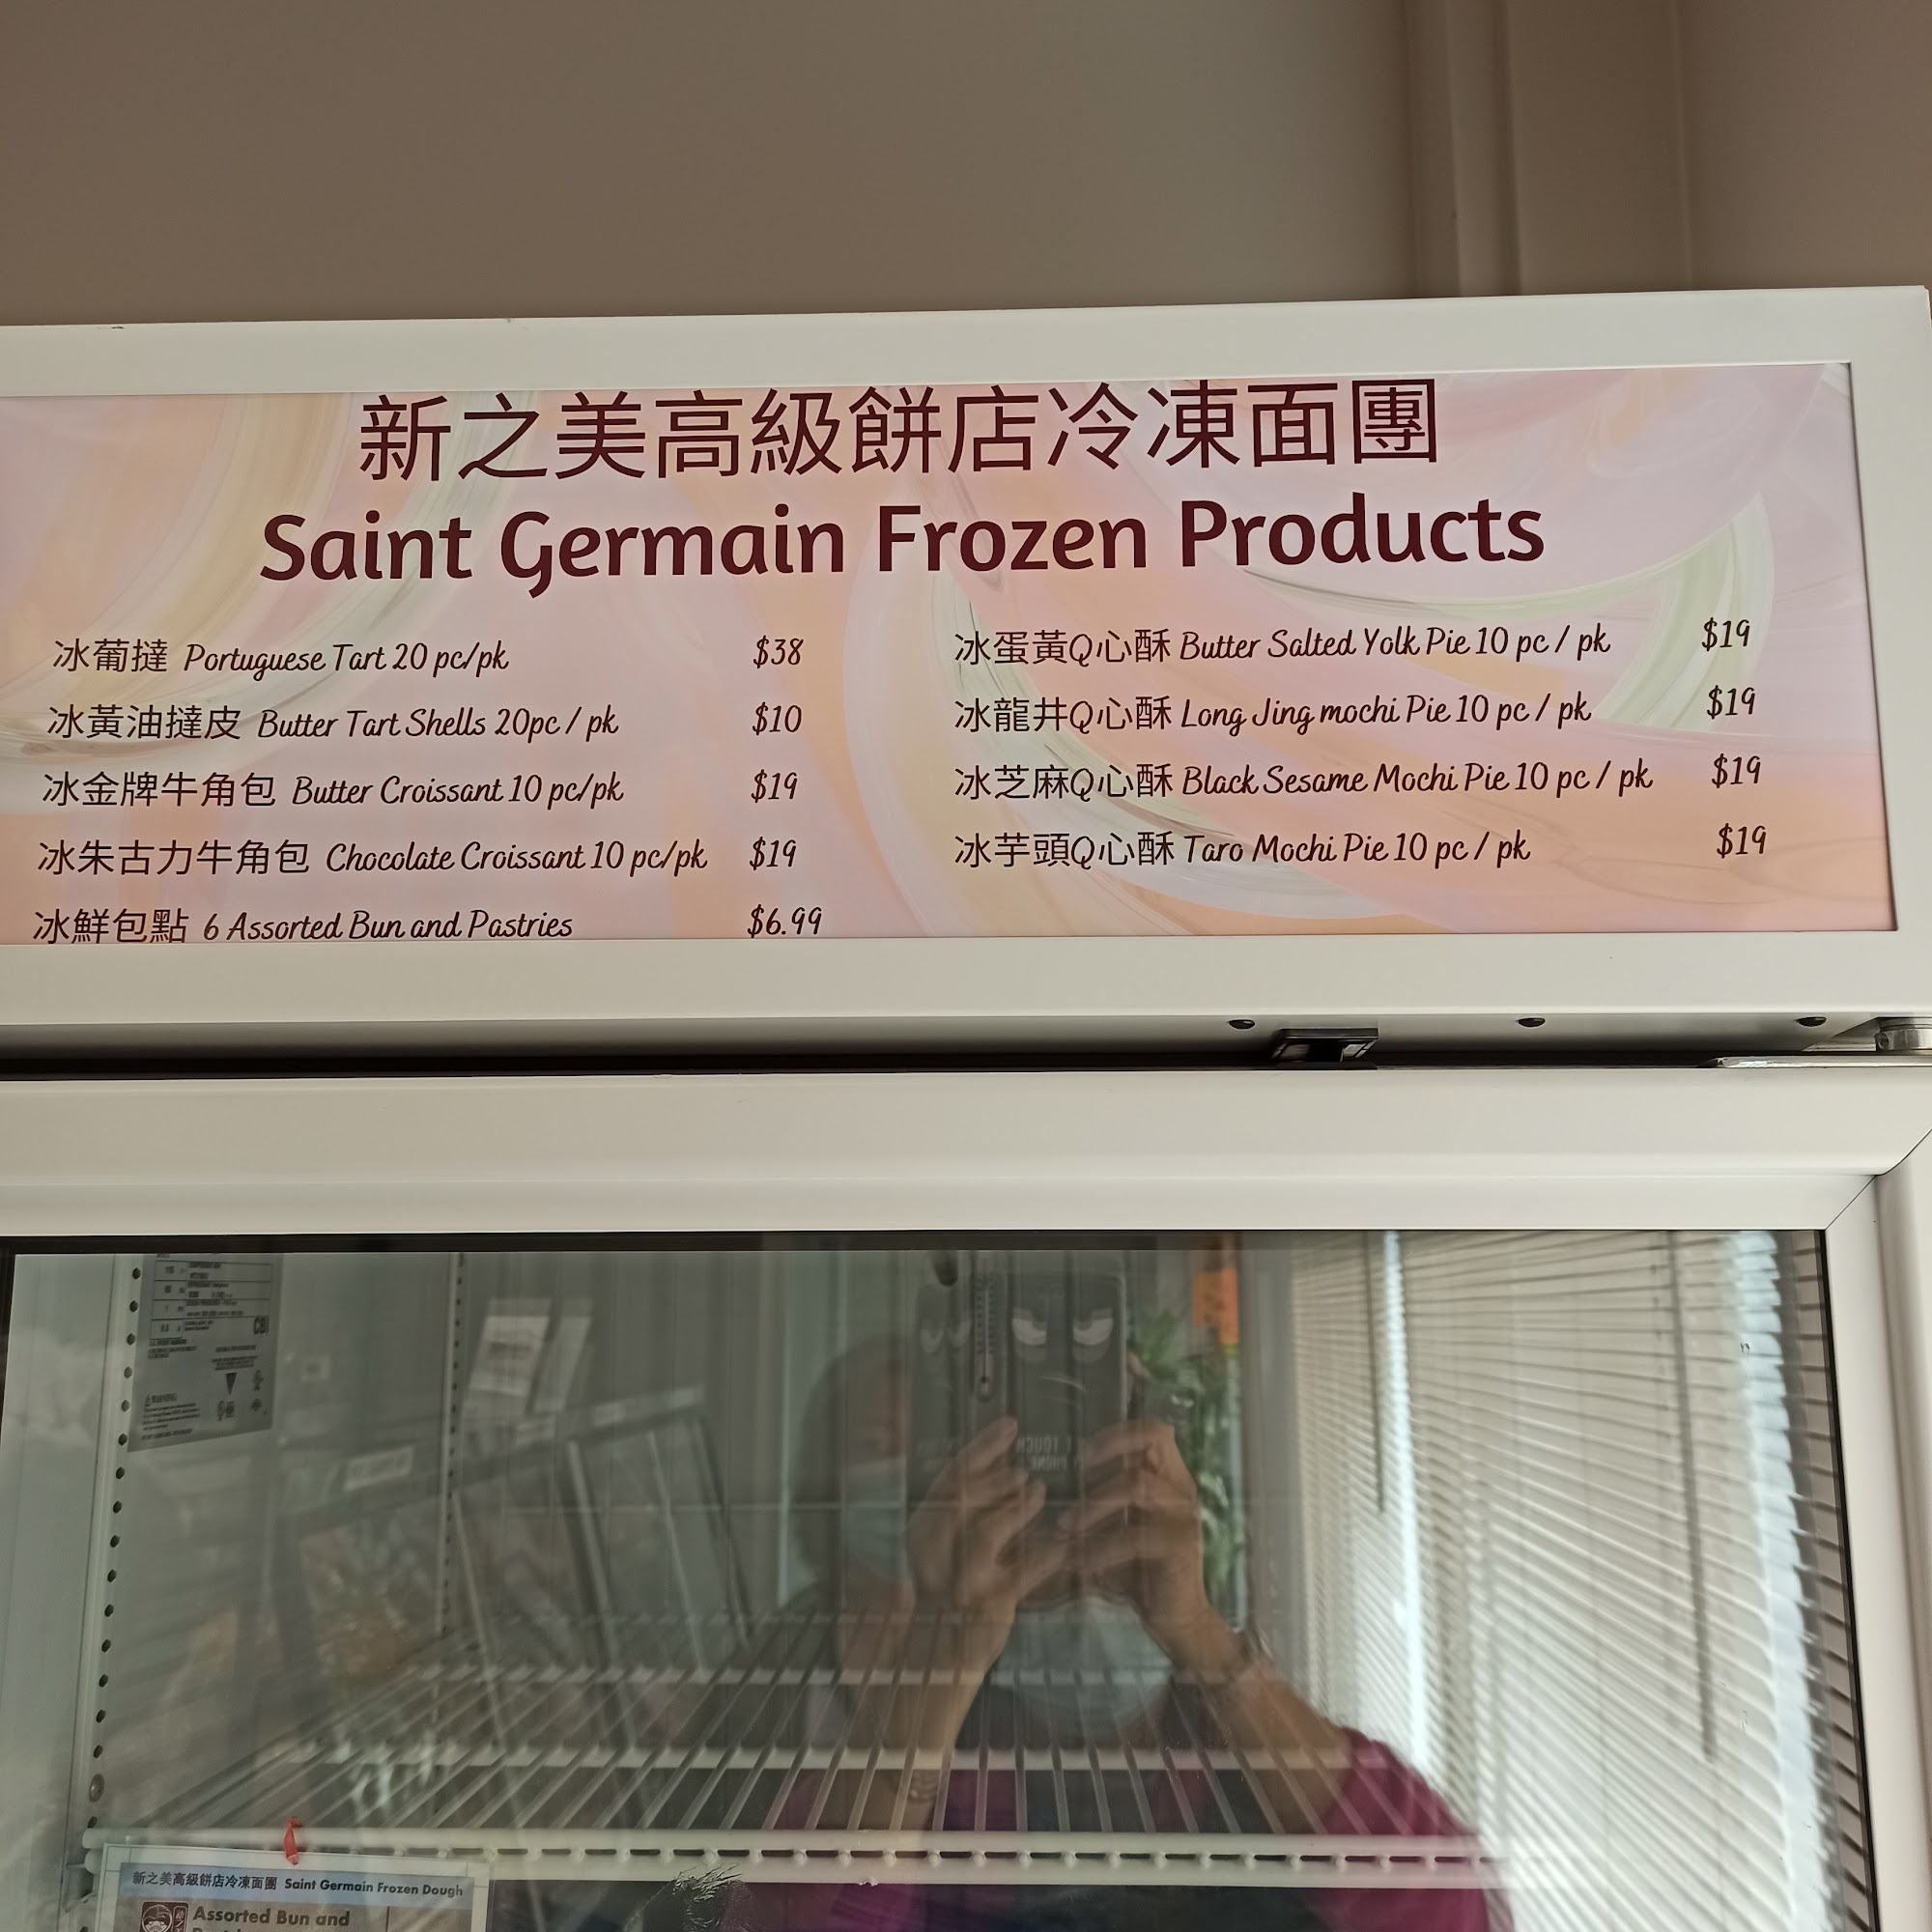 新之美高級餅店冷凍面團
Saint Germain Frozen Products
冰葡撻 Portuguese Tart 20 pc/pk $38
冰黃油撻皮 Butter Tart Shells 20pc / pk $10
冰金牌牛角包 Butter Croissant 10 pc/pk $19
冰朱古力牛角包 Chocolate Croissant 10 pc/pk $19
冰鮮包點 6 Assorted Bun and Pastries $6.99
冰蛋黃Q心酥 Butter Salted Yolk Pie 10 pc / pk $19
冰龍井Q心酥 Long Jing mochi Pie 10 pc / pk $19
冰芝麻Q心酥 Black Sesame Mochi Pie 10 pc / pk $19
冰芋頭Q心酥 Taro Mochi Pie 10 pc / pk $19
新之美高級餅店冷凍面團 Saint Germain Frozen Dough
Assorted Bun and